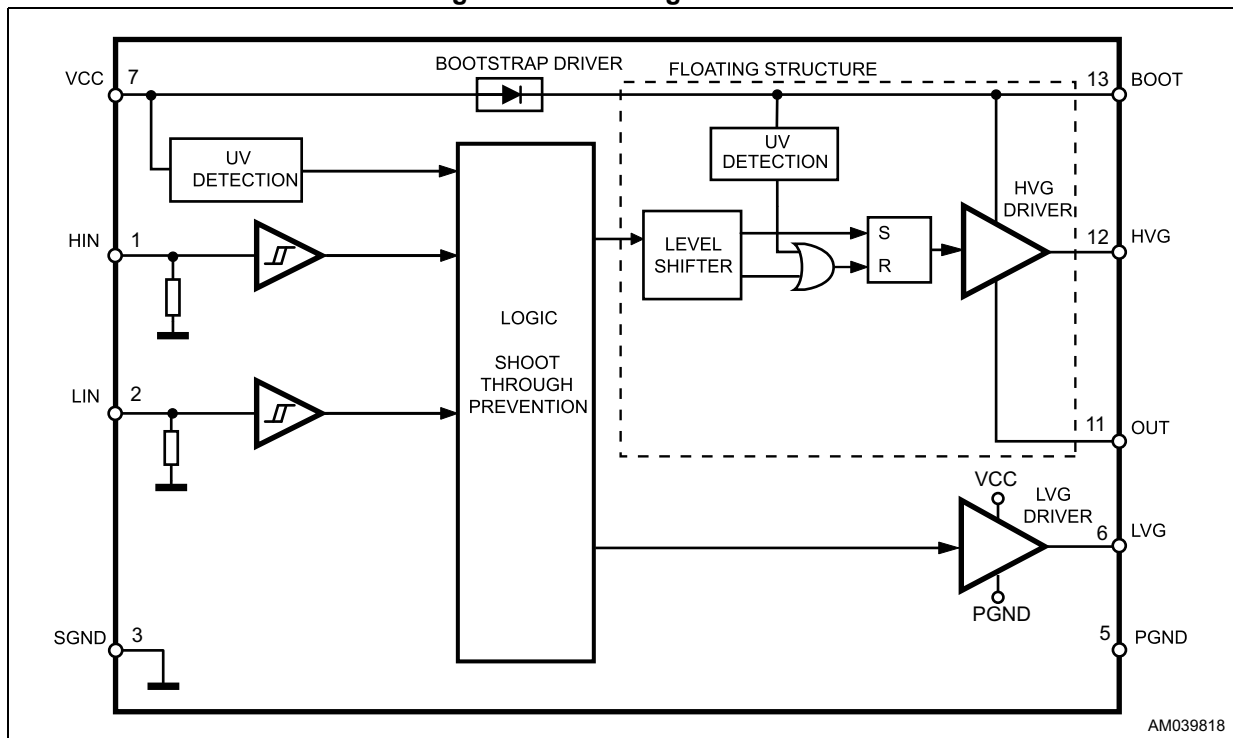 VCC
7
BOOTSTRAP DRIVER
FLOATING STRUCTURE
13
BOOT
UV
DETECTION
UV
DETECTION
HIN
1
HVG
DRIVER
12
HVG
LEVEL
SHIFTER
S
R
LOGIC
SHOOT
THROUGH
PREVENTION
LIN
2
11
OUT
VCC
LVG
DRIVER
6
LVG
PGND
SGND
3
5
PGND
AM039818